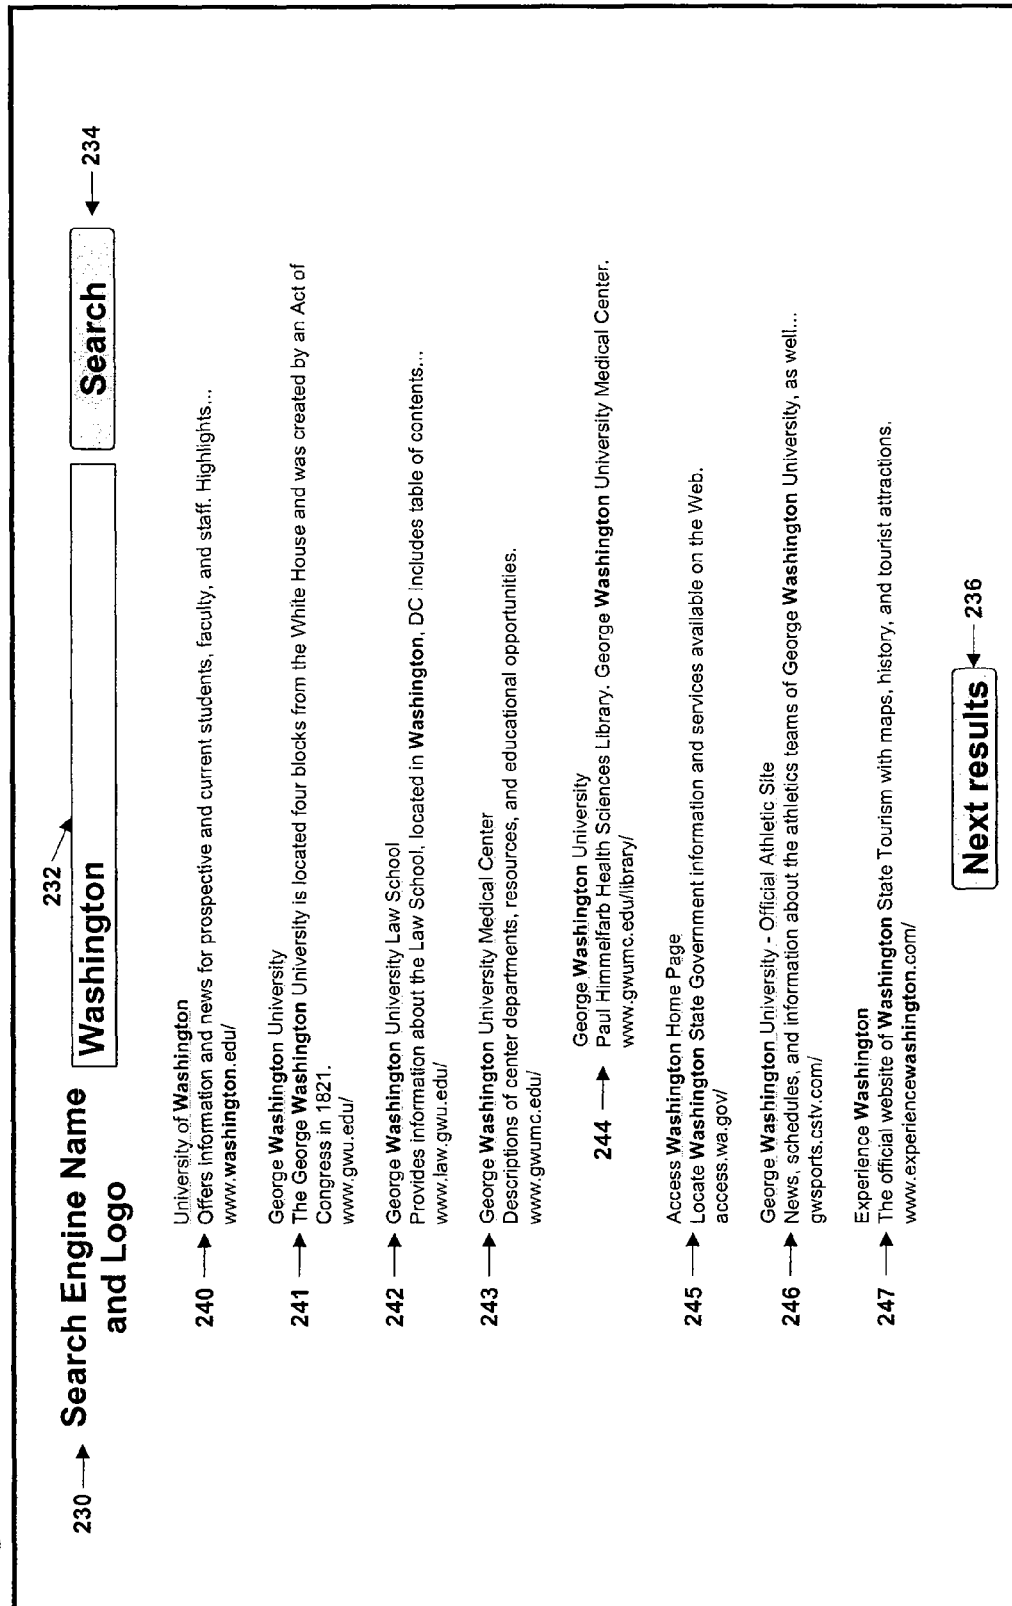 232
230 Search Engine Name Washington Search 234
and Logo
University of Washington
240 Offers information and news for prospective and current students, faculty, and staff. Highlights...
www.washington.edu/
George Washington University
241 The George Washington University is located four blocks from the White House and was created by an Act of
Congress in 1821.
www.gwu.edu/
242 George Washington University Law School
Provides information about the Law School, located in Washington, DC Includes table of contents...
www.law.gwu.edu/
243 George Washington University Medical Center
Descriptions of center departments, resources, and educational opportunities.
www.gwumc.edu/
George Washington University
244 Paul Himmelfarb Health Sciences Library. George Washington University Medical Center.
www.gwumc.edu/library/
Access Washington Home Page
245 Locate Washington State Government information and services available on the Web.
access.wa.gov/
George Washington University - Official Athletic Site
246 News, schedules, and information about the athletics teams of George Washington University, as well...
gwsports.cstv.com/
Experience Washington
247 The official website of Washington State Tourism with maps, history, and tourist attractions.
www.experiencewashington.com/
Next results 236